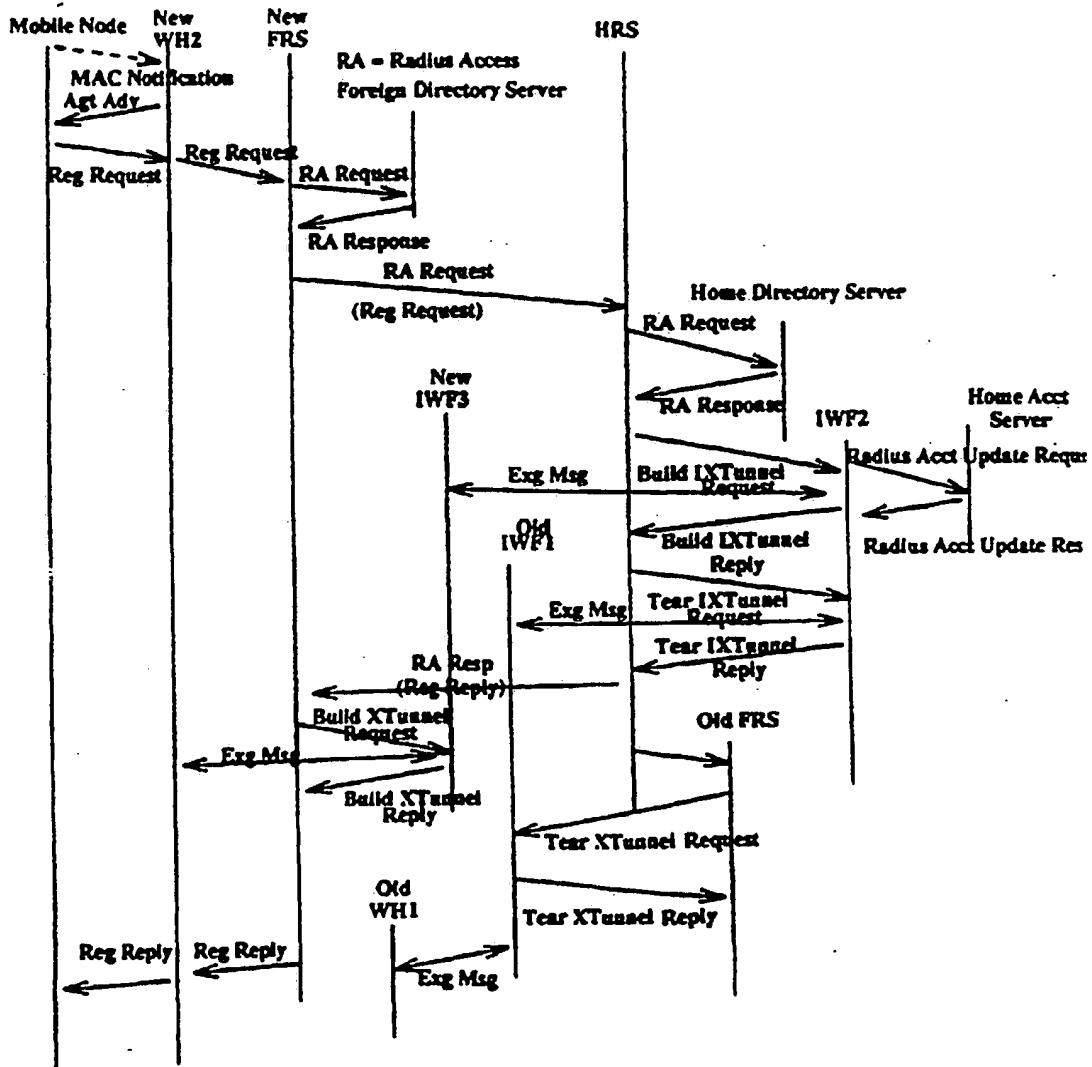 Mobile Node
New
WH2
New
FRS
HRS
RA = Radius Access
Foreign Directory Server
MAC Notification
Agt Adv
Reg Request
Reg Request
RA Request
RA Response
RA Request
(Reg Request)
Home Directory Server
RA Request
RA Response
New
IWF3
IWF2
Home Acct
Server
Radius Acct Update Reque
Exg Msg
Build IXTunnel
Request
Old
IWF1
Build IXTunnel
Reply
Radius Acct Update Res
Exg Msg
Tear IXTunnel
Request
Tear IXTunnel
Reply
RA Resp
(Reg Reply)
Build XTunnel
Request
Old FRS
Exg Msg
Build XTunnel
Reply
Tear XTunnel Request
Old
WH1
Tear XTunnel Reply
Reg Reply
Reg Reply
Exg Msg